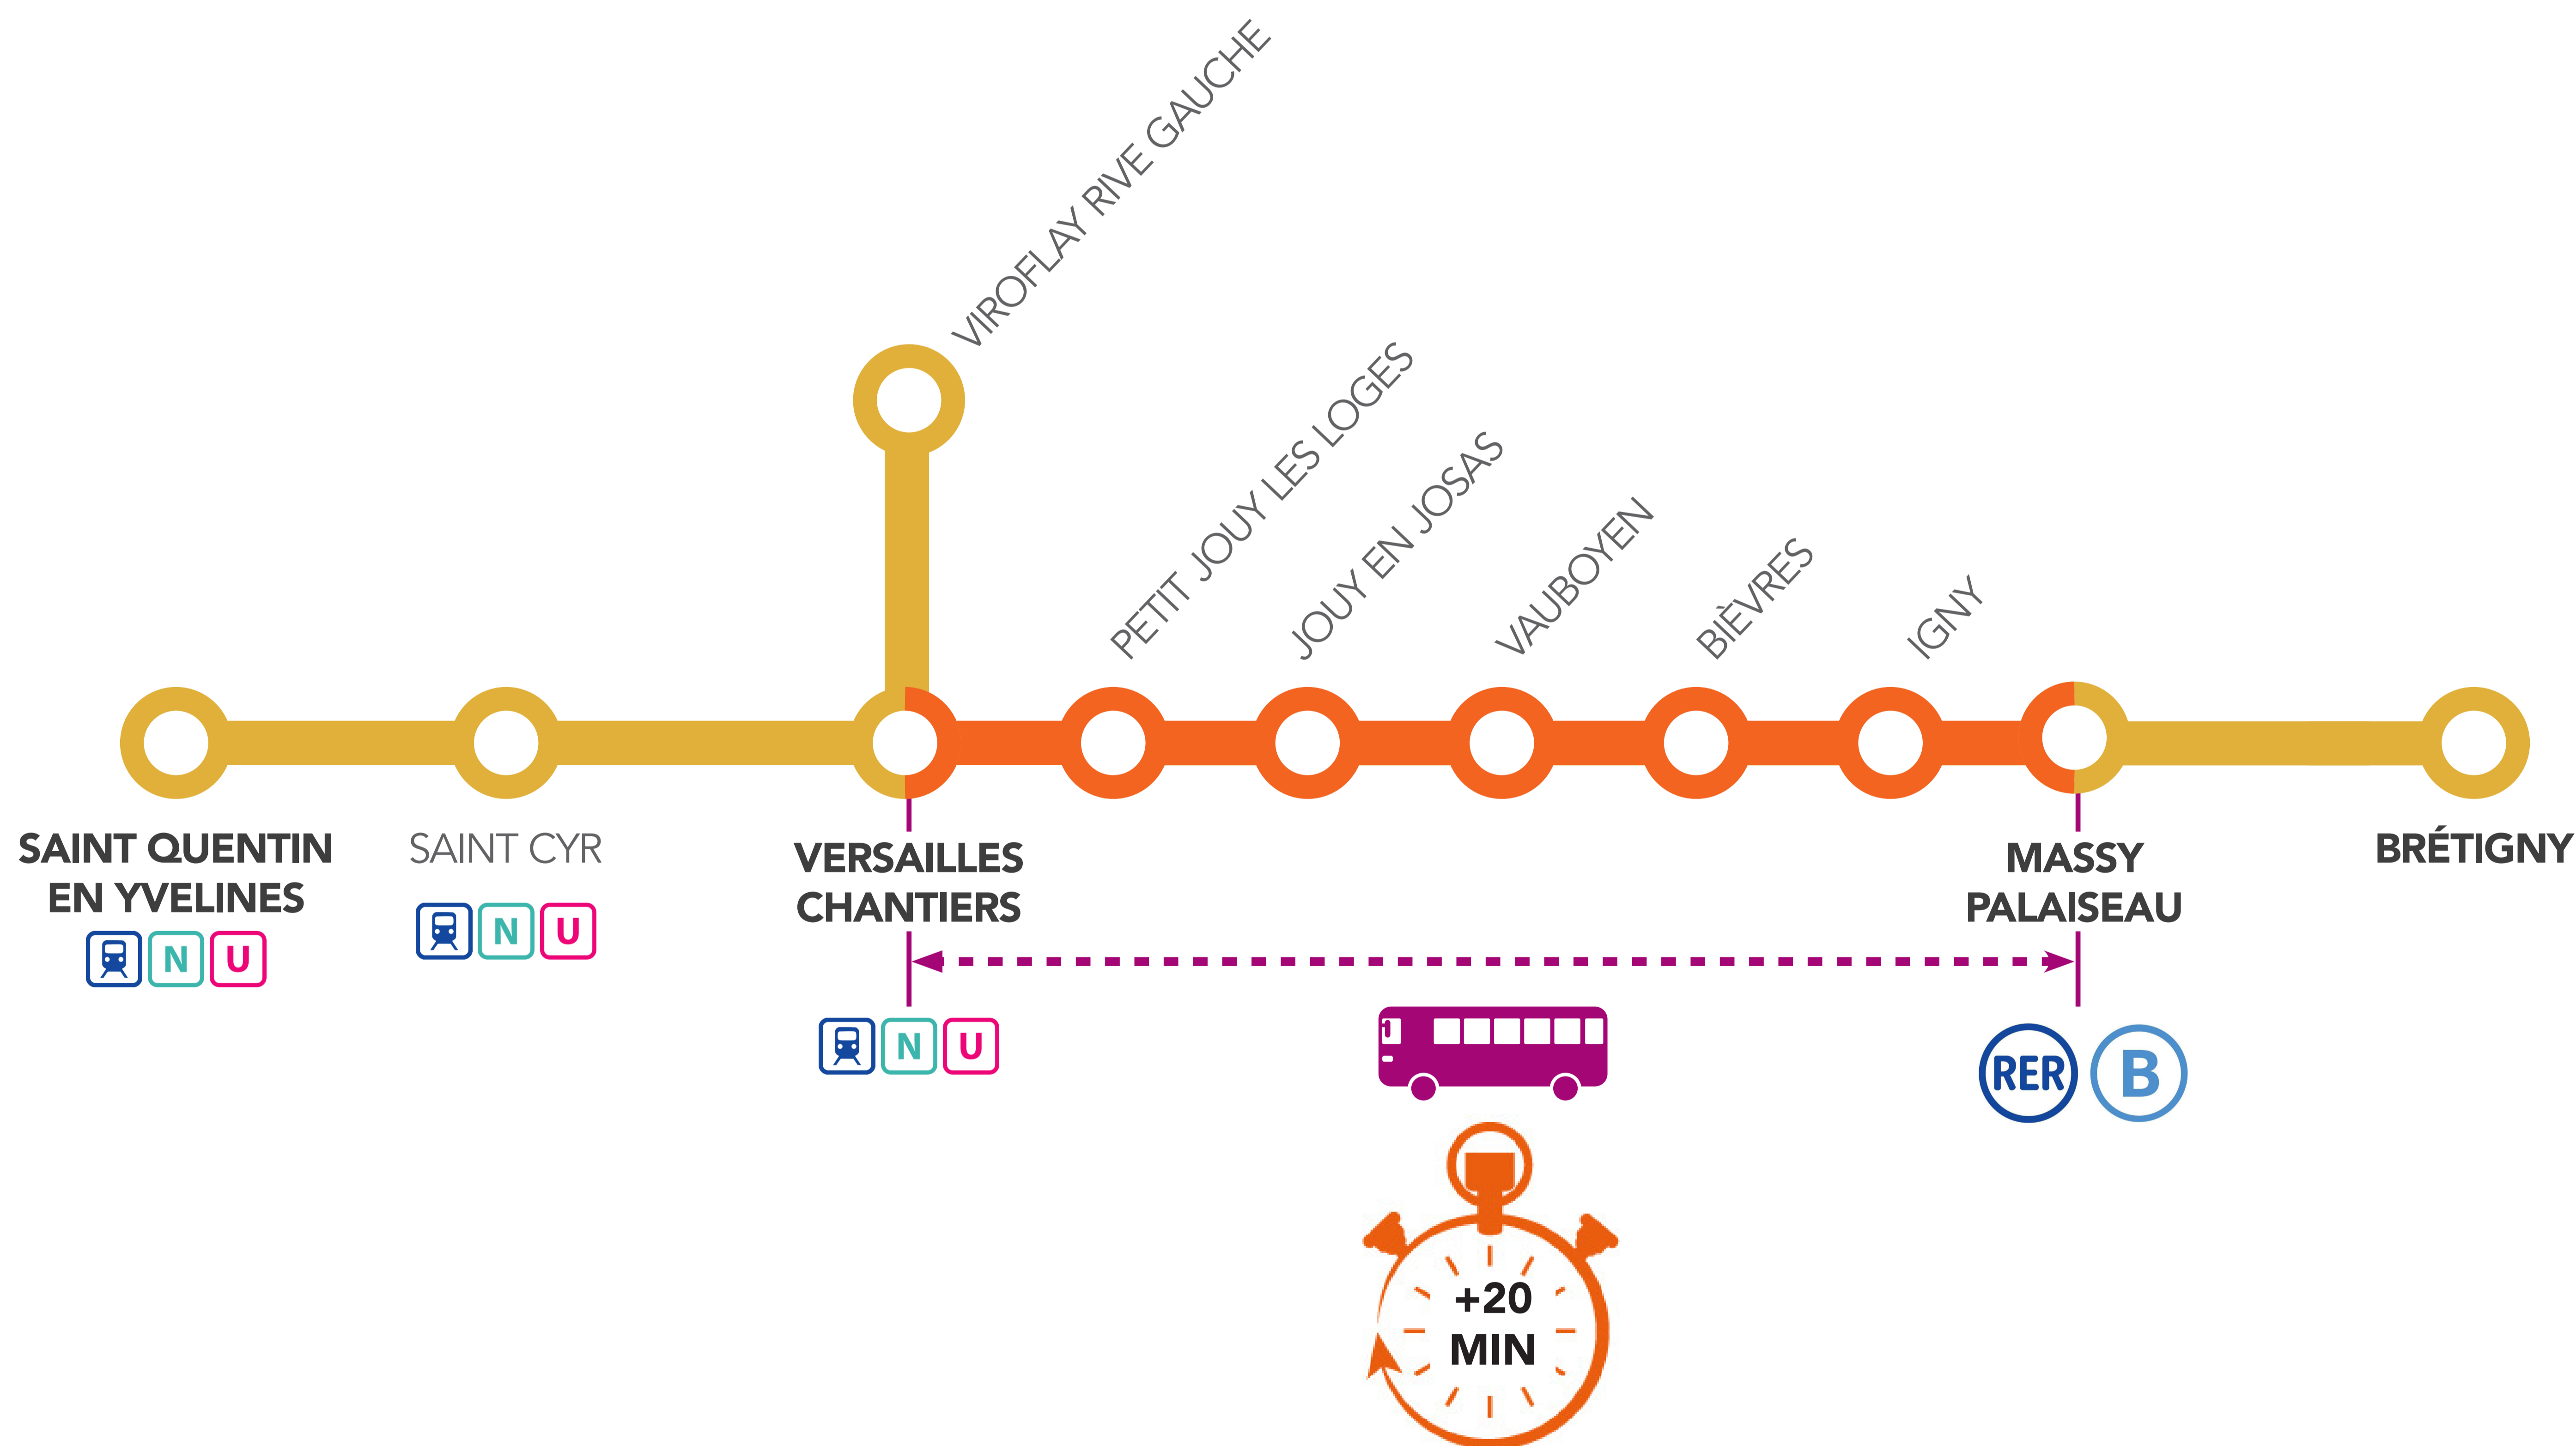 VIROFLAY RIVE GAUCHE
PETIT JOUY LES LOGES
JOUY EN JOSAS
VAUBOYEN
BIÈVRES
IGNY
SAINT QUENTIN
EN YVELINES
N U
SAINT CYR
N U
VERSAILLES
CHANTIERS
N U
MASSY
PALAISEAU
RER B
BRÉTIGNY
+20
MIN